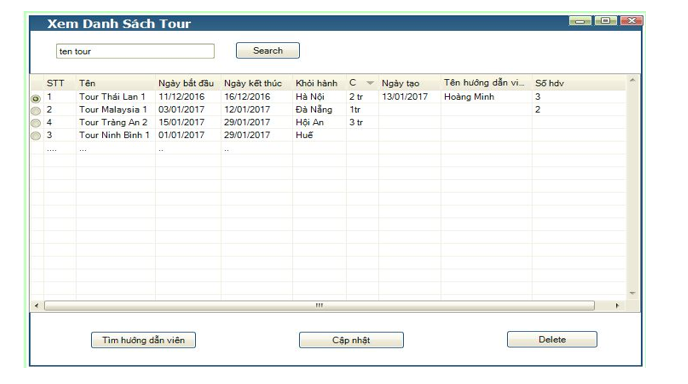 Xem Danh Sách Tour
ten tour Search
STT Tên Ngày bắt đầu Ngày kết thúc Khỏi hành C Ngày tạo Tên hướng dẫn vi... Số hdv
1 Tour Thái Lan 1 11/12/2016 16/12/2016 Hà Nội 2 tr 13/01/2017 Hoàng Minh 3
2 Tour Malaysia 1 03/01/2017 12/01/2017 Đà Nẵng 1tr 2
4 Tour Tràng An 2 15/01/2017 29/01/2017 Hội An 3 tr
3 Tour Ninh Bình 1 01/01/2017 29/01/2017 Huế
.... ... .. ..
Tìm hướng dẫn viên Cập nhật Delete